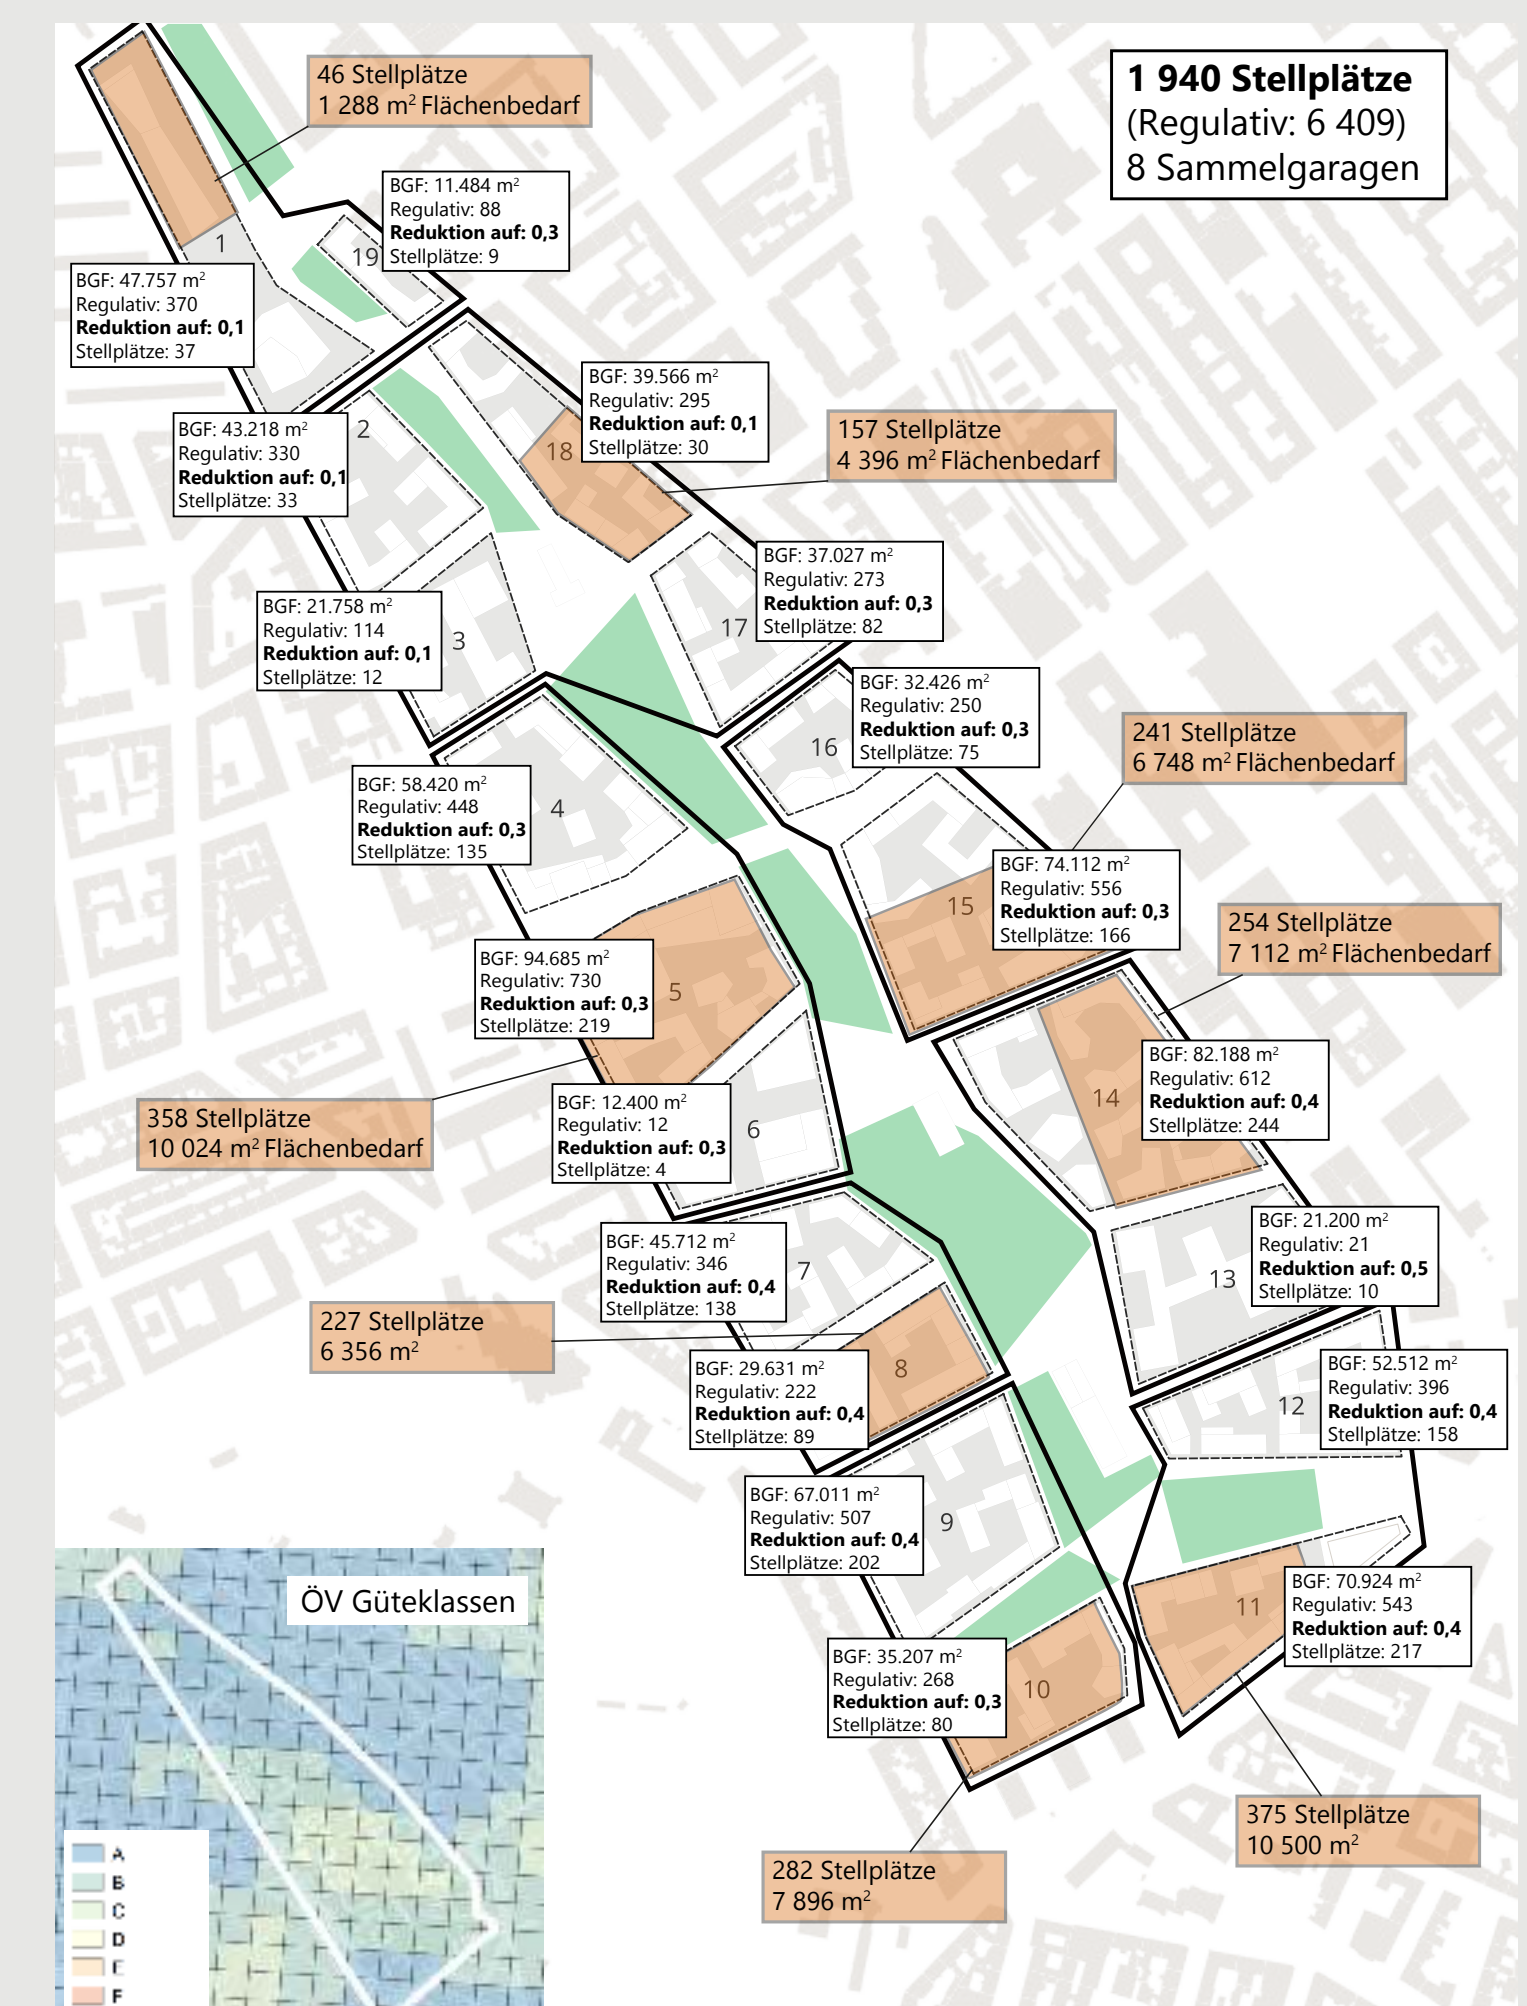 46 Stellplätze
1 288 m² Flächenbedarf
1 940 Stellplätze
(Regulativ: 6 409)
8 Sammelgaragen
BGF: 11.484 m²
Regulativ: 88
Reduktion auf: 0,3
Stellplätze: 9
19
1
BGF: 47.757 m²
Regulativ: 370
Reduktion auf: 0,1
Stellplätze: 37
BGF: 39.566 m²
Regulativ: 295
Reduktion auf: 0,1
Stellplätze: 30
18
157 Stellplätze
4 396 m² Flächenbedarf
BGF: 43.218 m²
Regulativ: 330
Reduktion auf: 0,1
Stellplätze: 33
2
BGF: 37.027 m²
Regulativ: 273
Reduktion auf: 0,3
Stellplätze: 82
17
BGF: 21.758 m²
Regulativ: 114
Reduktion auf: 0,1
Stellplätze: 12
3
BGF: 32.426 m²
Regulativ: 250
Reduktion auf: 0,3
Stellplätze: 75
16
241 Stellplätze
6 748 m² Flächenbedarf
BGF: 58.420 m²
Regulativ: 448
Reduktion auf: 0,3
Stellplätze: 135
4
BGF: 74.112 m²
Regulativ: 556
Reduktion auf: 0,3
Stellplätze: 166
15
254 Stellplätze
7 112 m² Flächenbedarf
BGF: 94.685 m²
Regulativ: 730
Reduktion auf: 0,3
Stellplätze: 219
5
BGF: 82.188 m²
Regulativ: 612
Reduktion auf: 0,4
Stellplätze: 244
14
358 Stellplätze
10 024 m² Flächenbedarf
BGF: 12.400 m²
Regulativ: 12
Reduktion auf: 0,3
Stellplätze: 4
6
BGF: 21.200 m²
Regulativ: 21
Reduktion auf: 0,5
Stellplätze: 10
13
BGF: 45.712 m²
Regulativ: 346
Reduktion auf: 0,4
Stellplätze: 138
7
227 Stellplätze
6 356 m²
BGF: 29.631 m²
Regulativ: 222
Reduktion auf: 0,4
Stellplätze: 89
8
BGF: 52.512 m²
Regulativ: 396
Reduktion auf: 0,4
Stellplätze: 158
12
BGF: 67.011 m²
Regulativ: 507
Reduktion auf: 0,4
Stellplätze: 202
9
BGF: 70.924 m²
Regulativ: 543
Reduktion auf: 0,4
Stellplätze: 217
11
BGF: 35.207 m²
Regulativ: 268
Reduktion auf: 0,3
Stellplätze: 80
10
375 Stellplätze
10 500 m²
282 Stellplätze
7 896 m²
ÖV Güteklassen
A
B
C
D
E
F